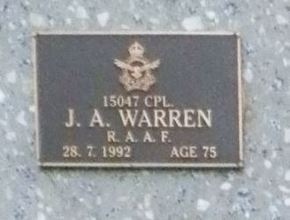 15047 CPL.
J. A. WARREN
R. A. A. F.
28. 7. 1992 AGE 75